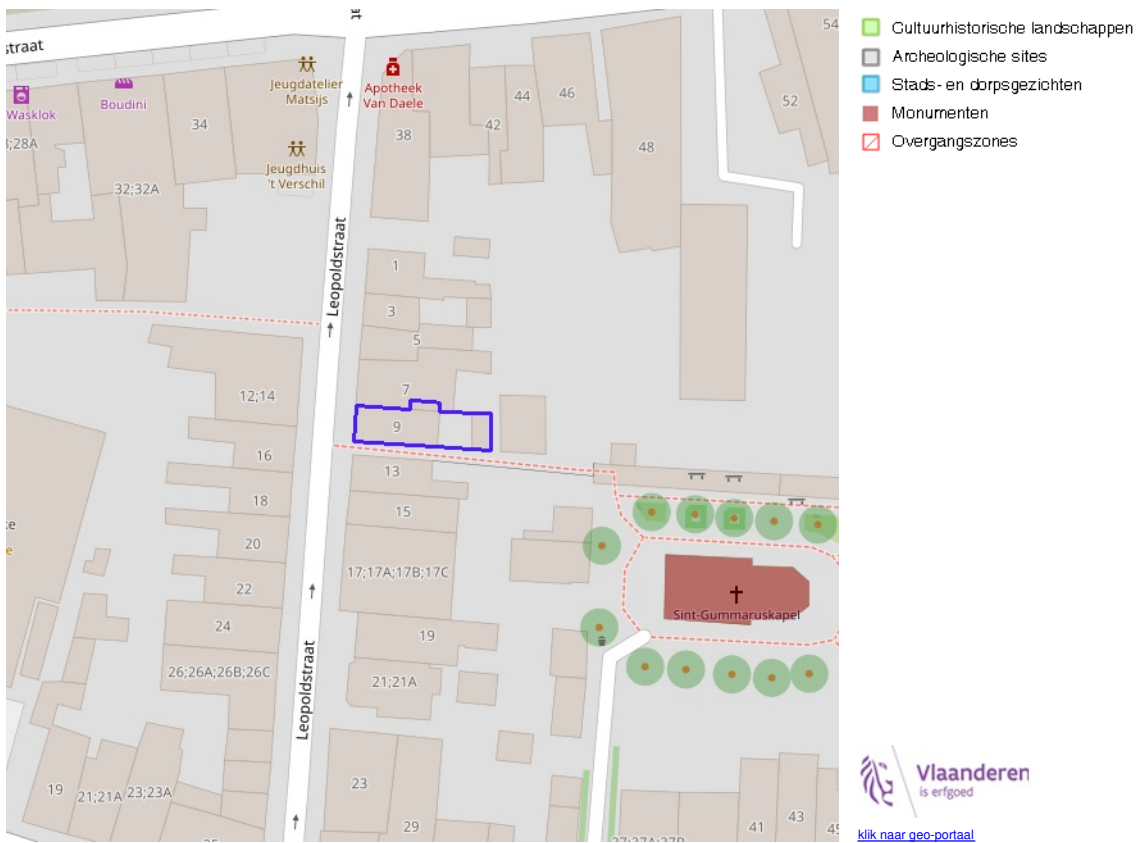 straat
Wasklok
Boudini
Jeugdatelier
Matsijs
Apotheek
Van Daele
54
52
44
46
34
38
42
48
28A
Jeugdhuis
't Verschil
32;32A
Leopoldstraat
1
3
5
7
9
12;14
13
16
15
18
20
17;17A;17B;17C
22
Sint-Gummaruskapel
24
19
26;26A;26B;26C
21;21A
Leopoldstraat
23
19
21;21A
23;23A
29
41
43
Cultuurhistorische landschappen
Archeologische sites
Stads- en dorpsgezichten
Monumenten
Overgangszones
Vlaanderen
is erfgoed
klik naar geo-portaal